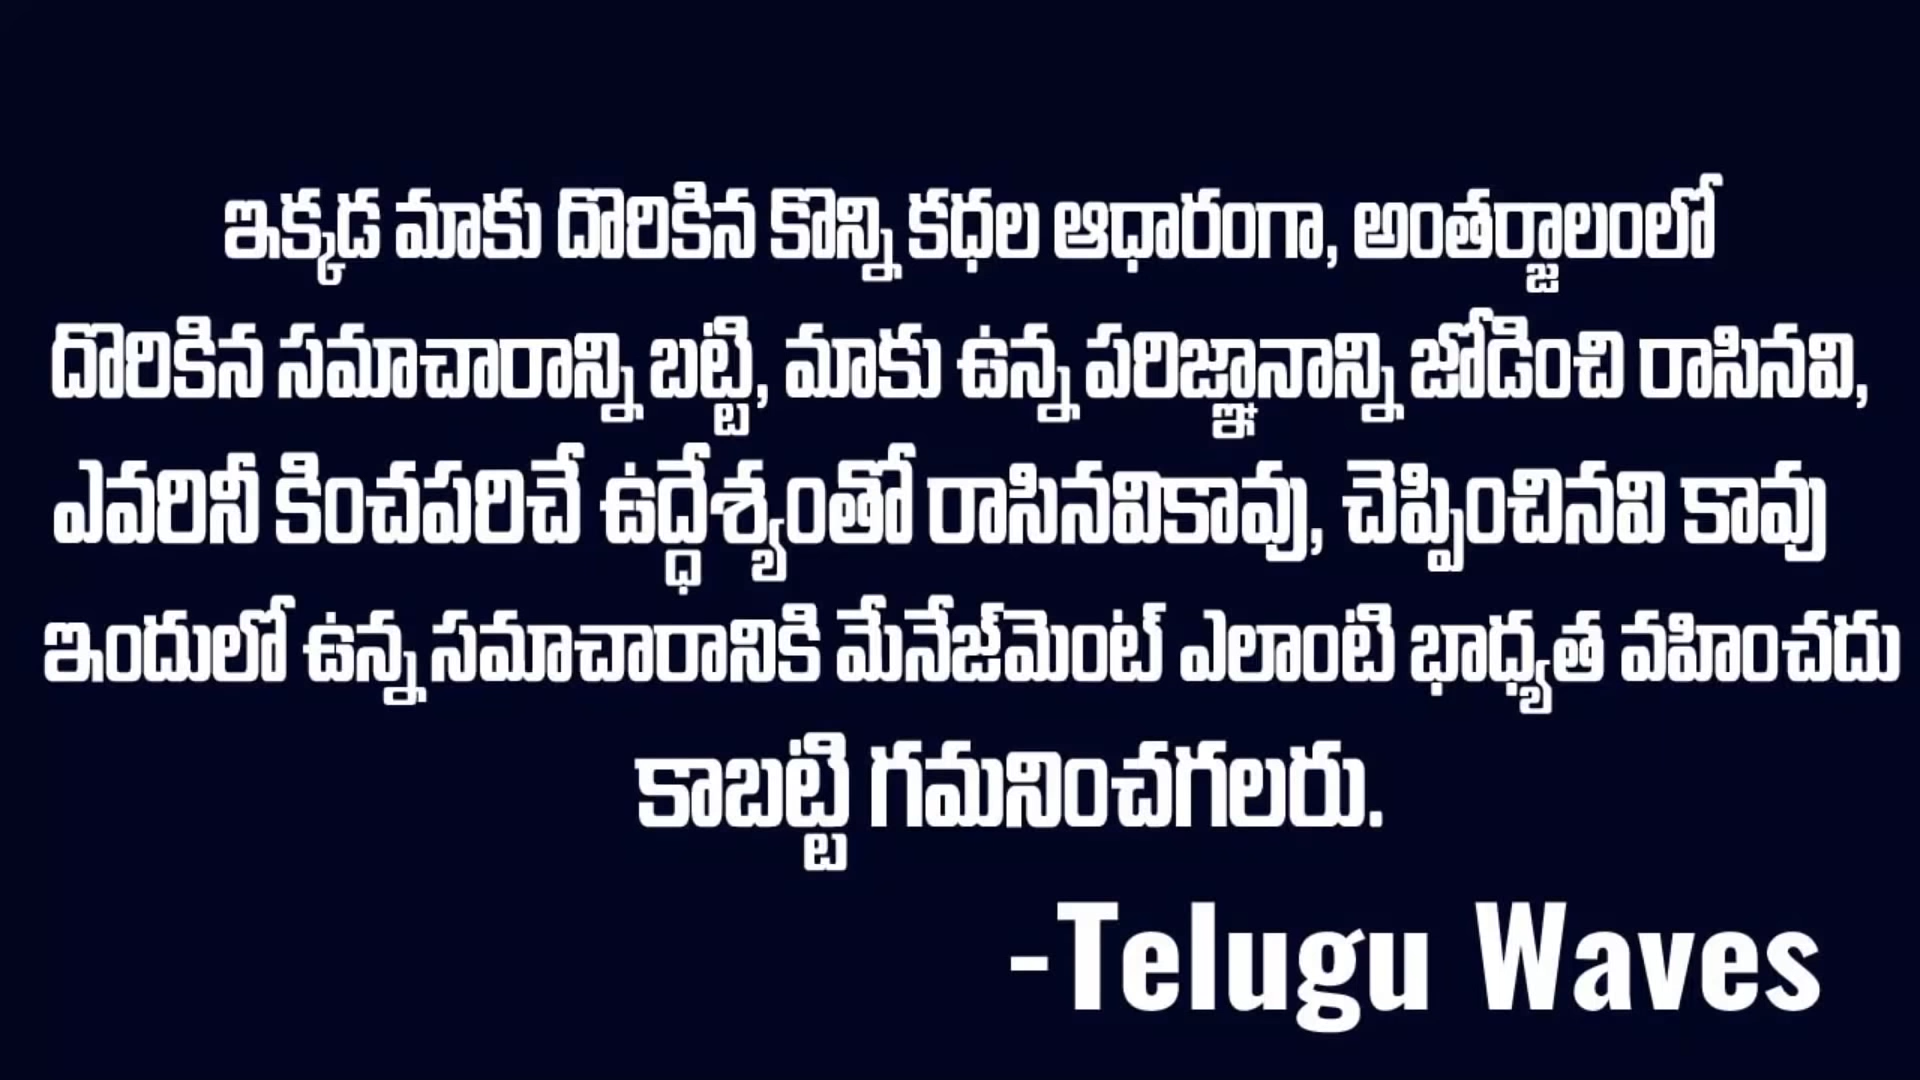 ఇక్కడ మాకు దొరికిన కొన్ని కధల ఆధారంగా, అంతర్జాలంలో
దొరికిన సమాచారాన్ని బట్టి, మాకు ఉన్న పరిజ్ఞానాన్ని జోడించి రాసినవి,
ఎవరినీ కించపరిచే ఉద్ధేశ్యంతో రాసినవికావు, చెప్పించినవి కావు
ఇందులో ఉన్న సమాచారానికి మేనేజ్‌మెంట్ ఎలాంటి భాధ్యత వహించదు
కాబట్టి గమనించగలరు.
-Telugu Waves